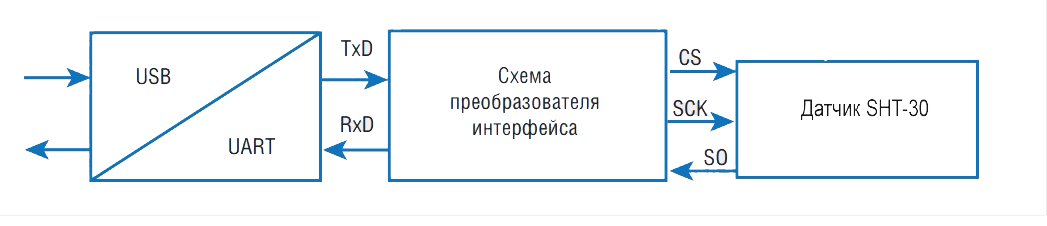 USB
UART
TxD
RxD
Схема
преобразователя
интерфейса
CS
SCK
SO
Датчик SHT-30